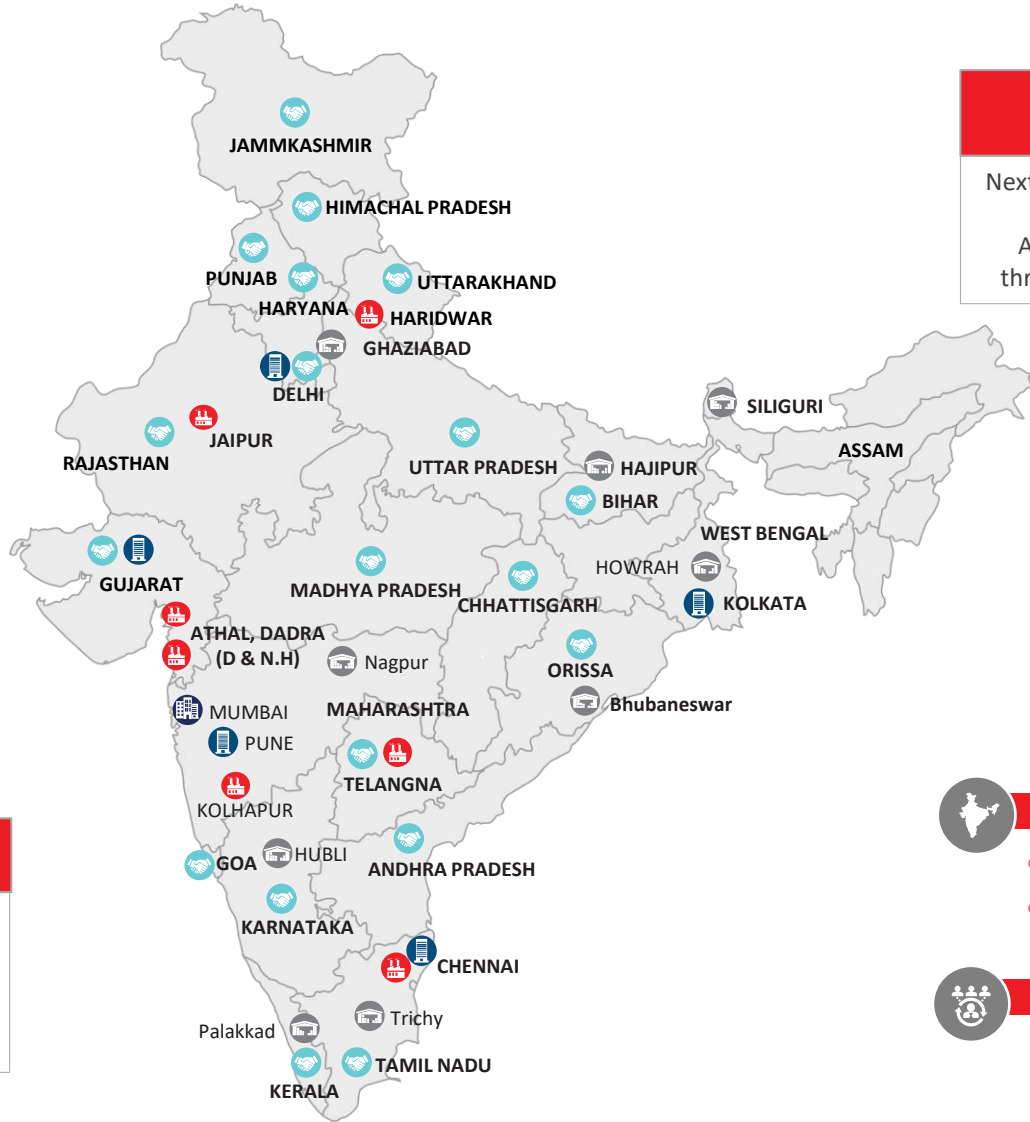 JAMMKASHMIR
HIMACHAL PRADESH
PUNJAB
HARYANA
UTTARAKHAND
HARIDWAR
GHAZIABAD
DELHI
JAIPUR
RAJASTHAN
UTTAR PRADESH
SILIGURI
ASSAM
HAJIPUR
BIHAR
WEST BENGAL
HOWRAH
KOLKATA
GUJARAT
MADHYA PRADESH
CHHATTISGARH
ATHAL, DADRA
(D & N.H)
Nagpur
ORISSA
Bhubaneswar
MUMBAI
MAHARASHTRA
PUNE
TELANGNA
KOLHAPUR
GOA
HUBLI
ANDHRA PRADESH
KARNATAKA
CHENNAI
Palakkad
Trichy
TAMIL NADU
KERALA
Next
A
thr